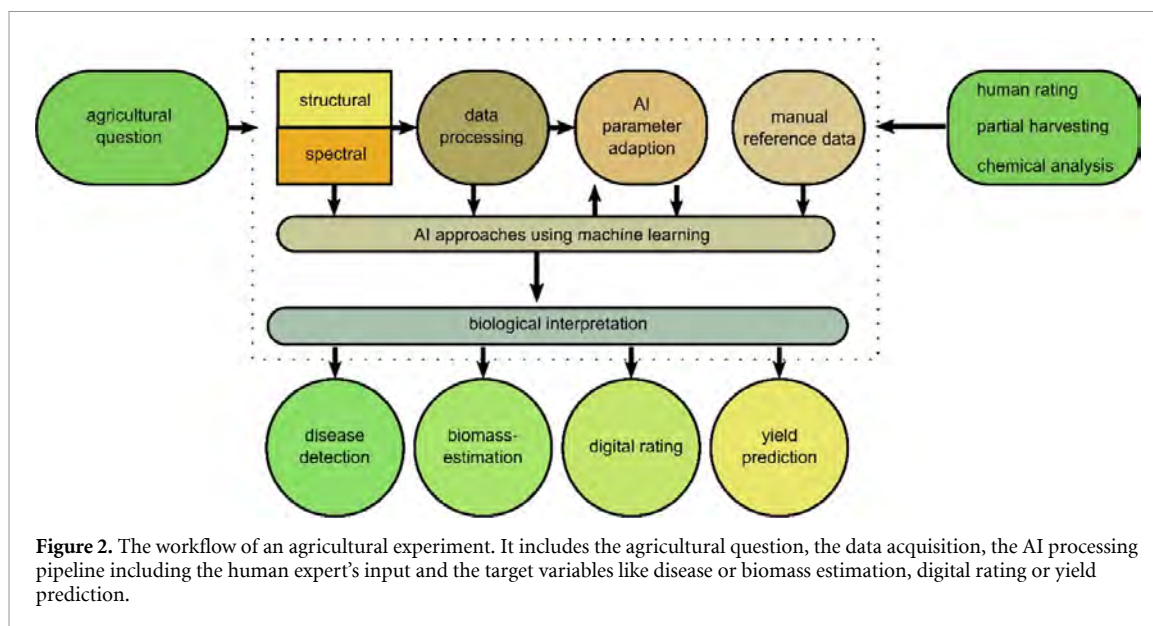 agricultural
question
structural
spectral
data
processing
AI
parameter
adaption
manual
reference data
human rating
partial harvesting
chemical analysis
AI approaches using machine learning
biological interpretation
disease
detection
biomass-
estimation
digital rating
yield
prediction
Figure 2. The workflow of an agricultural experiment. It includes the agricultural question, the data acquisition, the AI processing
pipeline including the human expert's input and the target variables like disease or biomass estimation, digital rating or yield
prediction.